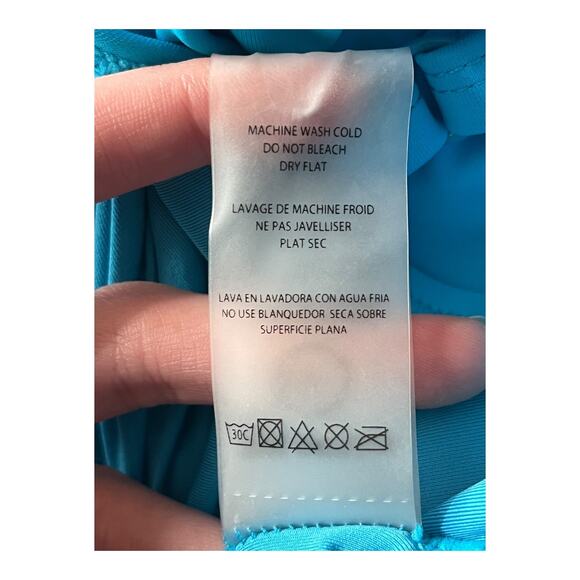 MACHINE WASH COLD
DO NOT BLEACH
DRY FLAT
LAVAGE DE MACHINE FROID
NE PAS JAVELLISER
PLAT SEC
LAVA EN LAVADORA CON AGUA FRIA
NO USE BLANQUEDOR SECA SOBRE
SUPERFICIE PLANA
30C